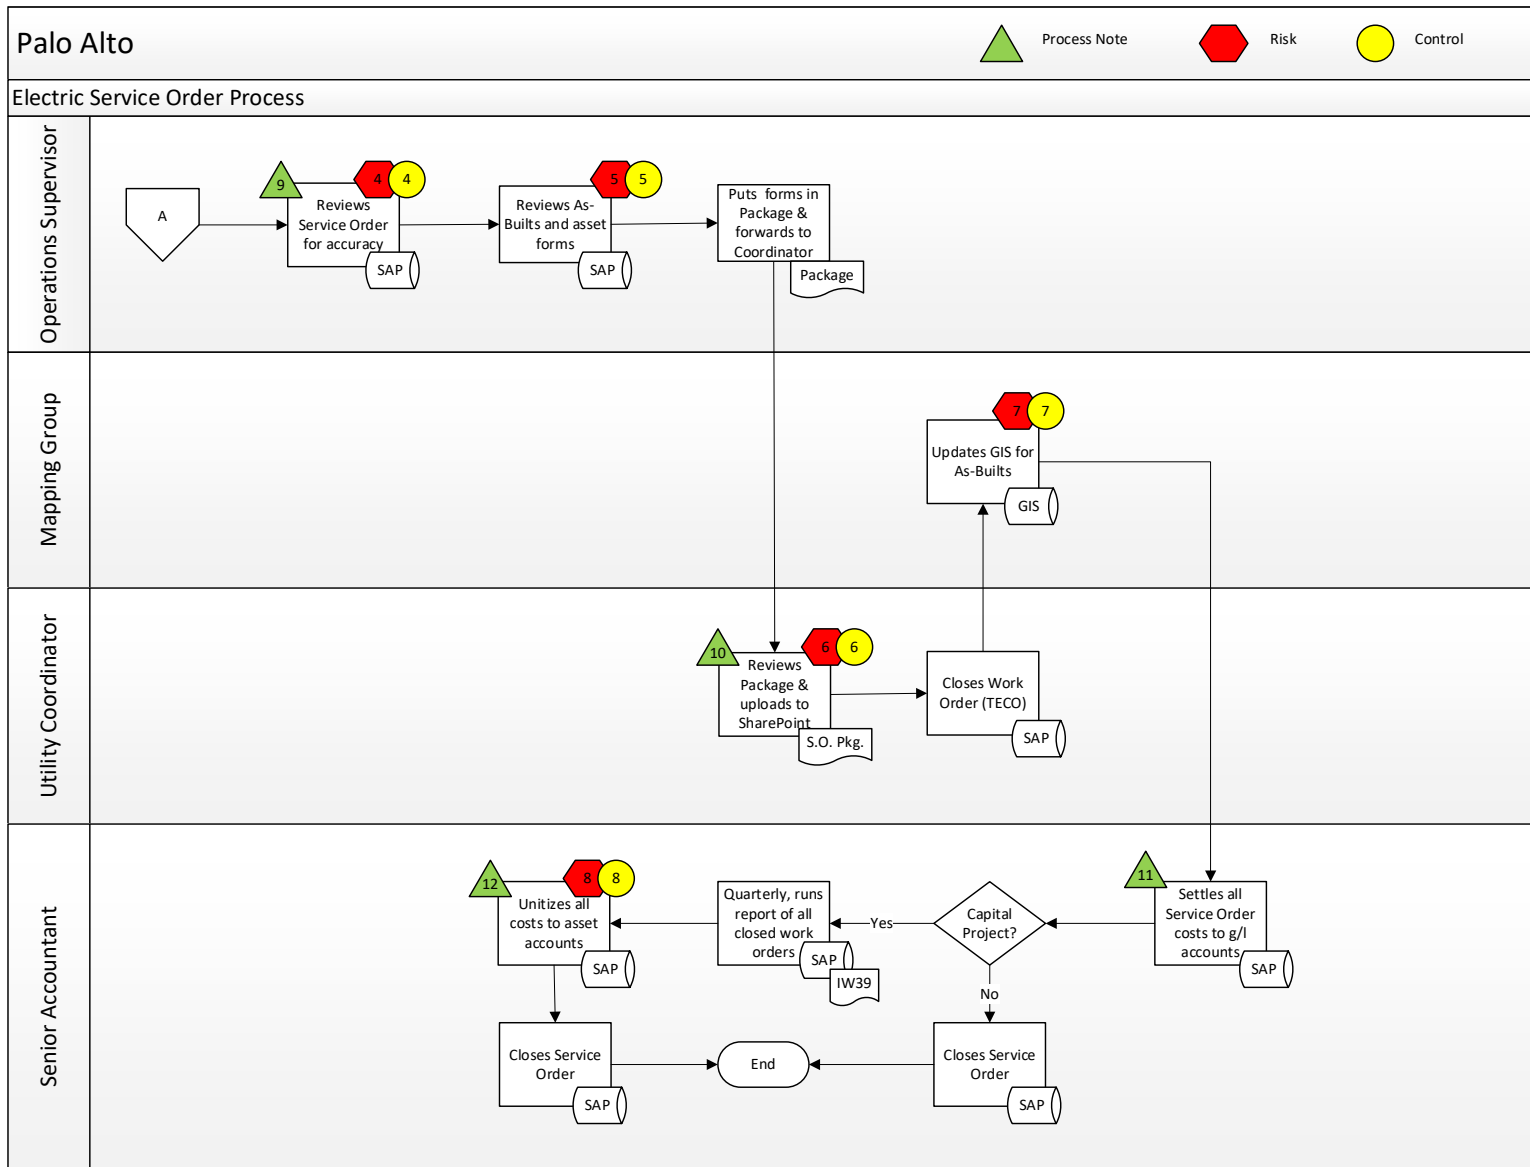 Palo Alto
Process Note
Risk
Control
Electric Service Order Process
Operations Supervisor
A
9
4
4
Reviews
Service Order
for accuracy
SAP
5
5
Reviews As-
Builts and asset
forms
SAP
Puts forms in
Package &
forwards to
Coordinator
Package
Mapping Group
7
7
Updates GIS for
As-Builts
GIS
Utility Coordinator
10
6
6
Reviews
Package &
uploads to
SharePoint
S.O. Pkg.
Closes Work
Order (TECO)
SAP
Senior Accountant
12
8
8
Unitizes all
costs to asset
accounts
SAP
Quarterly, runs
report of all
closed work
orders
SAP
IW39
Yes
Capital
Project?
No
11
Settles all
Service Order
costs to g/l
accounts
SAP
Closes Service
Order
SAP
End
Closes Service
Order
SAP